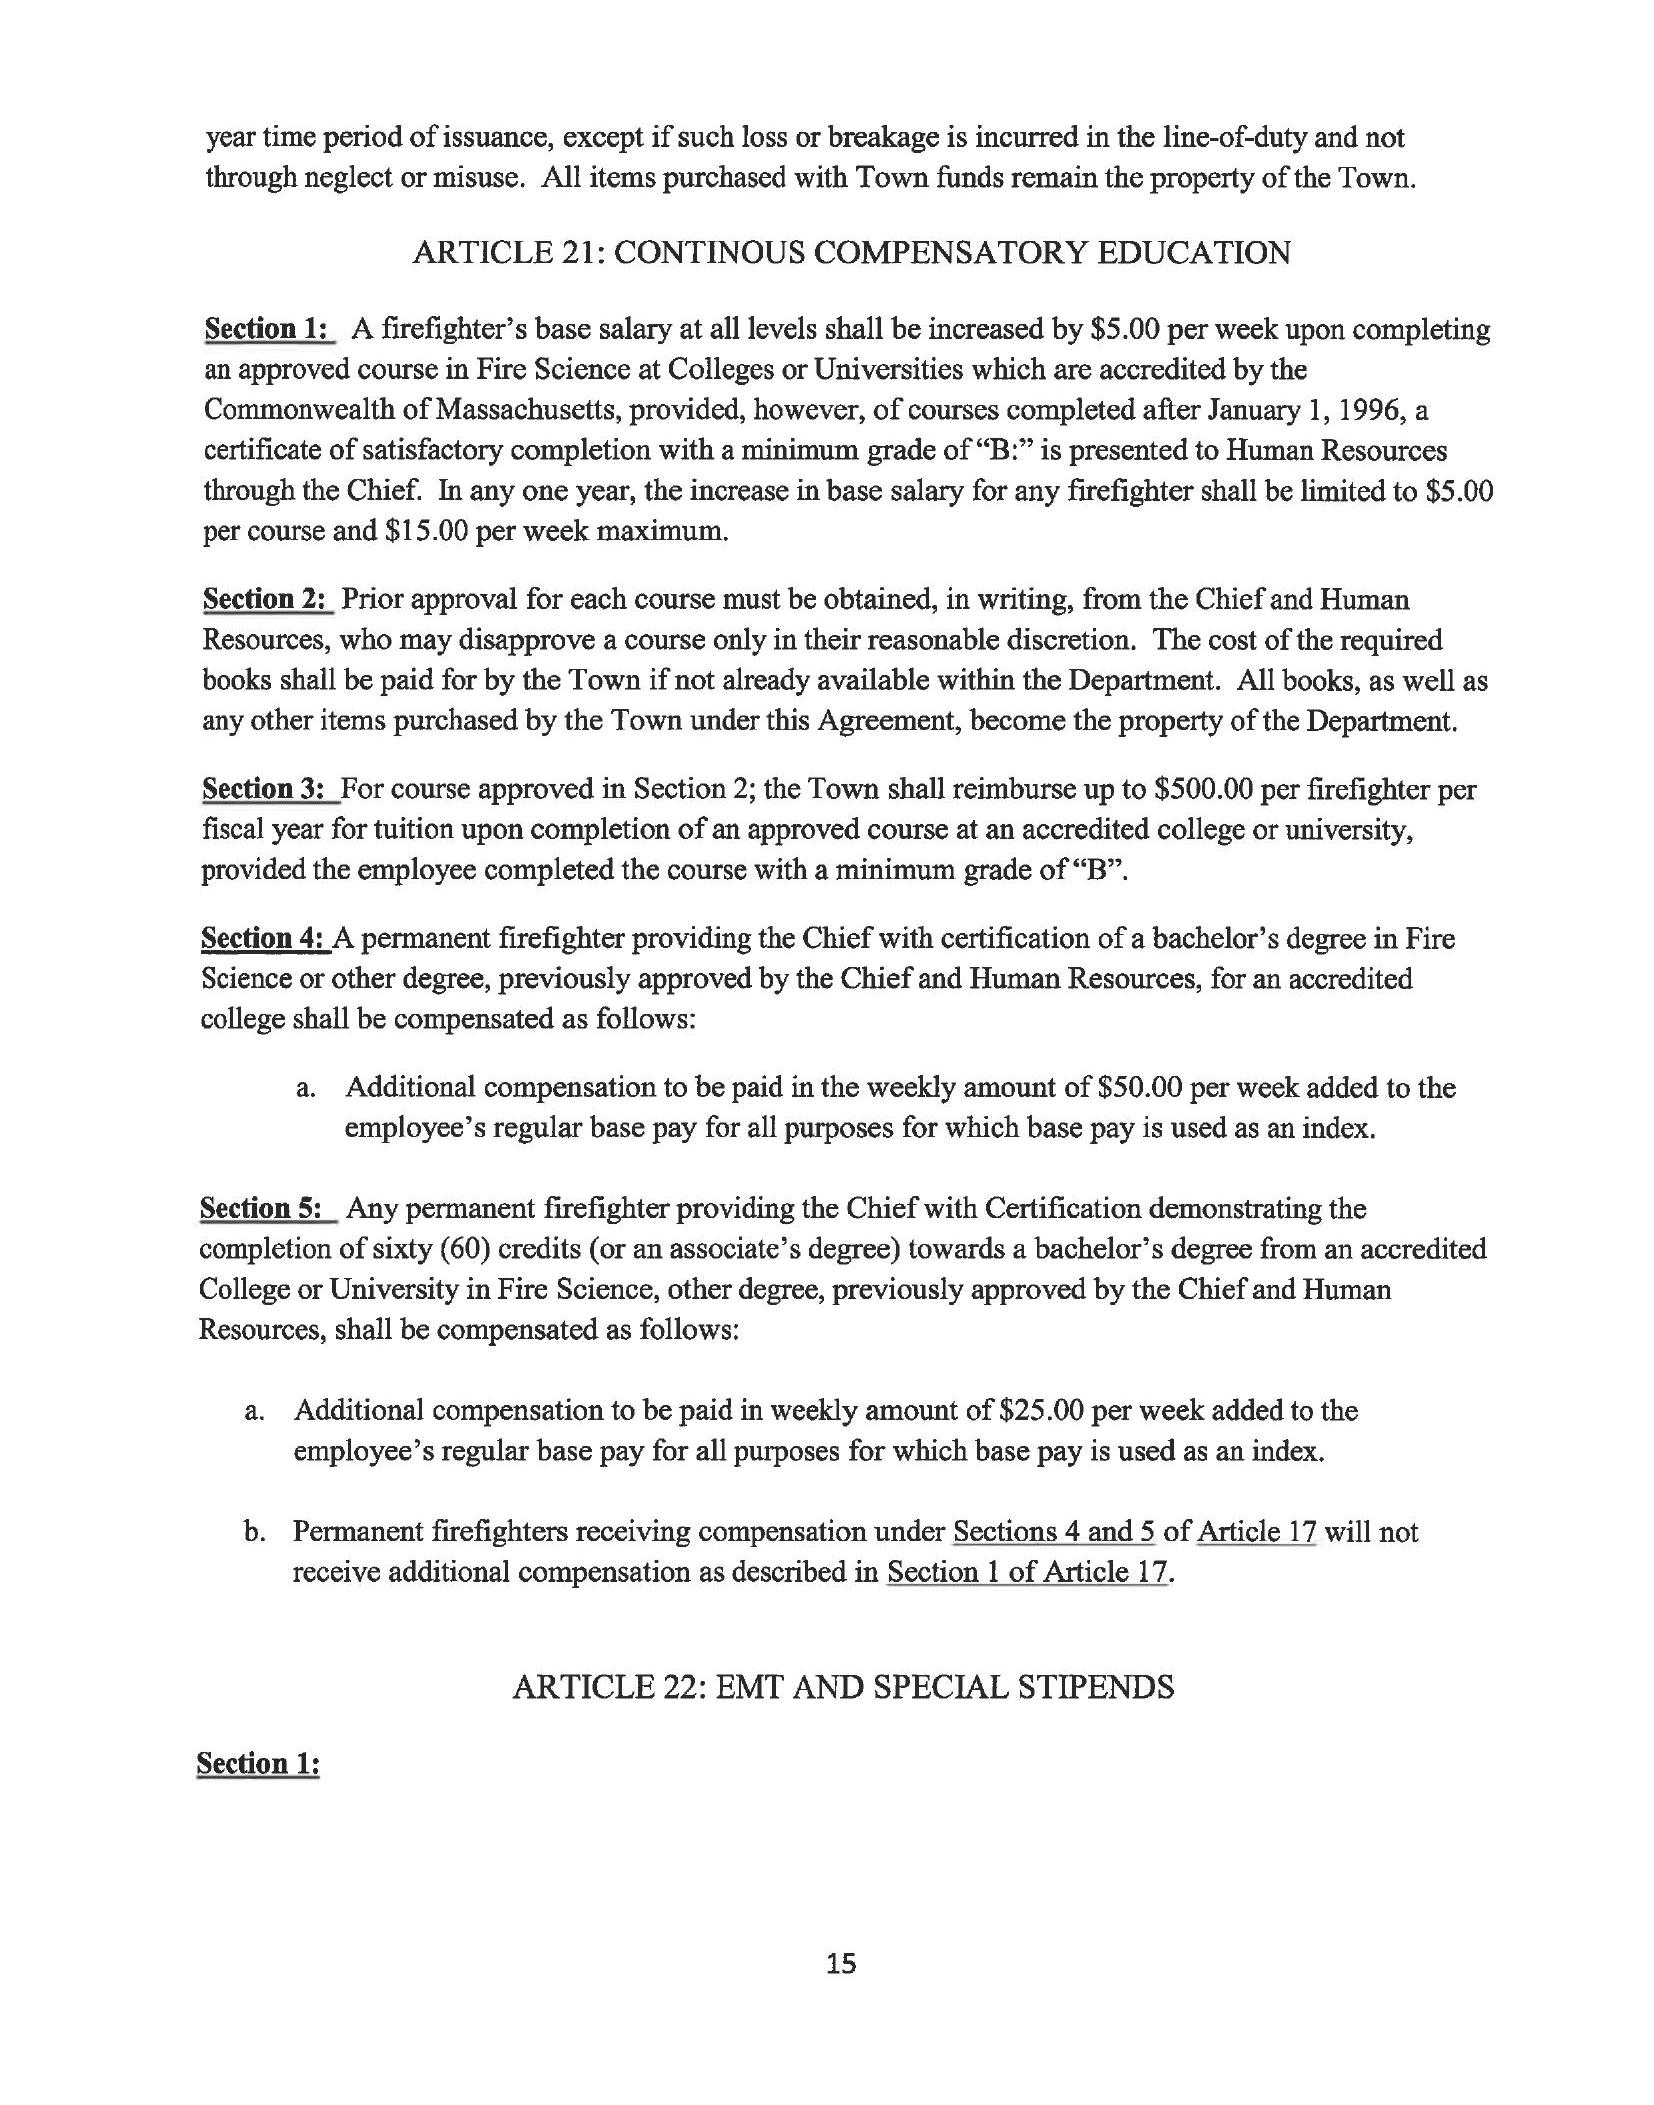 year time period of issuance, except if such loss or breakage is incurred in the line-of-duty and not
through neglect or misuse.  All items purchased with Town funds remain the property of the Town.
ARTICLE 21: CONTINOUS COMPENSATORY EDUCATION
Section 1:  A firefighter's base salary at all levels shall be increased by $5.00 per week upon completing
an approved course in Fire Science at Colleges or Universities which are accredited by the
Commonwealth of Massachusetts, provided, however, of courses completed after January 1, 1996, a
certificate of satisfactory completion with a minimum grade of “B:” is presented to Human Resources
through the Chief.  In any one year, the increase in base salary for any firefighter shall be limited to $5.00
per course and $15.00 per week maximum.
Section 2:  Prior approval for each course must be obtained, in writing, from the Chief and Human
Resources, who may disapprove a course only in their reasonable discretion.  The cost of the required
books shall be paid for by the Town if not already available within the Department.  All books, as well as
any other items purchased by the Town under this Agreement, become the property of the Department.
Section 3:  For course approved in Section 2; the Town shall reimburse up to $500.00 per firefighter per
fiscal year for tuition upon completion of an approved course at an accredited college or university,
provided the employee completed the course with a minimum grade of “B”.
Section 4: A permanent firefighter providing the Chief with certification of a bachelor's degree in Fire
Science or other degree, previously approved by the Chief and Human Resources, for an accredited
college shall be compensated as follows:
a. Additional compensation to be paid in the weekly amount of $50.00 per week added to the
employee's regular base pay for all purposes for which base pay is used as an index.
Section 5:  Any permanent firefighter providing the Chief with Certification demonstrating the
completion of sixty (60) credits (or an associate's degree) towards a bachelor's degree from an accredited
College or University in Fire Science, other degree, previously approved by the Chief and Human
Resources, shall be compensated as follows:
a. Additional compensation to be paid in weekly amount of $25.00 per week added to the
employee's regular base pay for all purposes for which base pay is used as an index.
b. Permanent firefighters receiving compensation under Sections 4 and 5 of Article 17 will not
receive additional compensation as described in Section 1 of Article 17.
ARTICLE 22: EMT AND SPECIAL STIPENDS
Section 1:
15